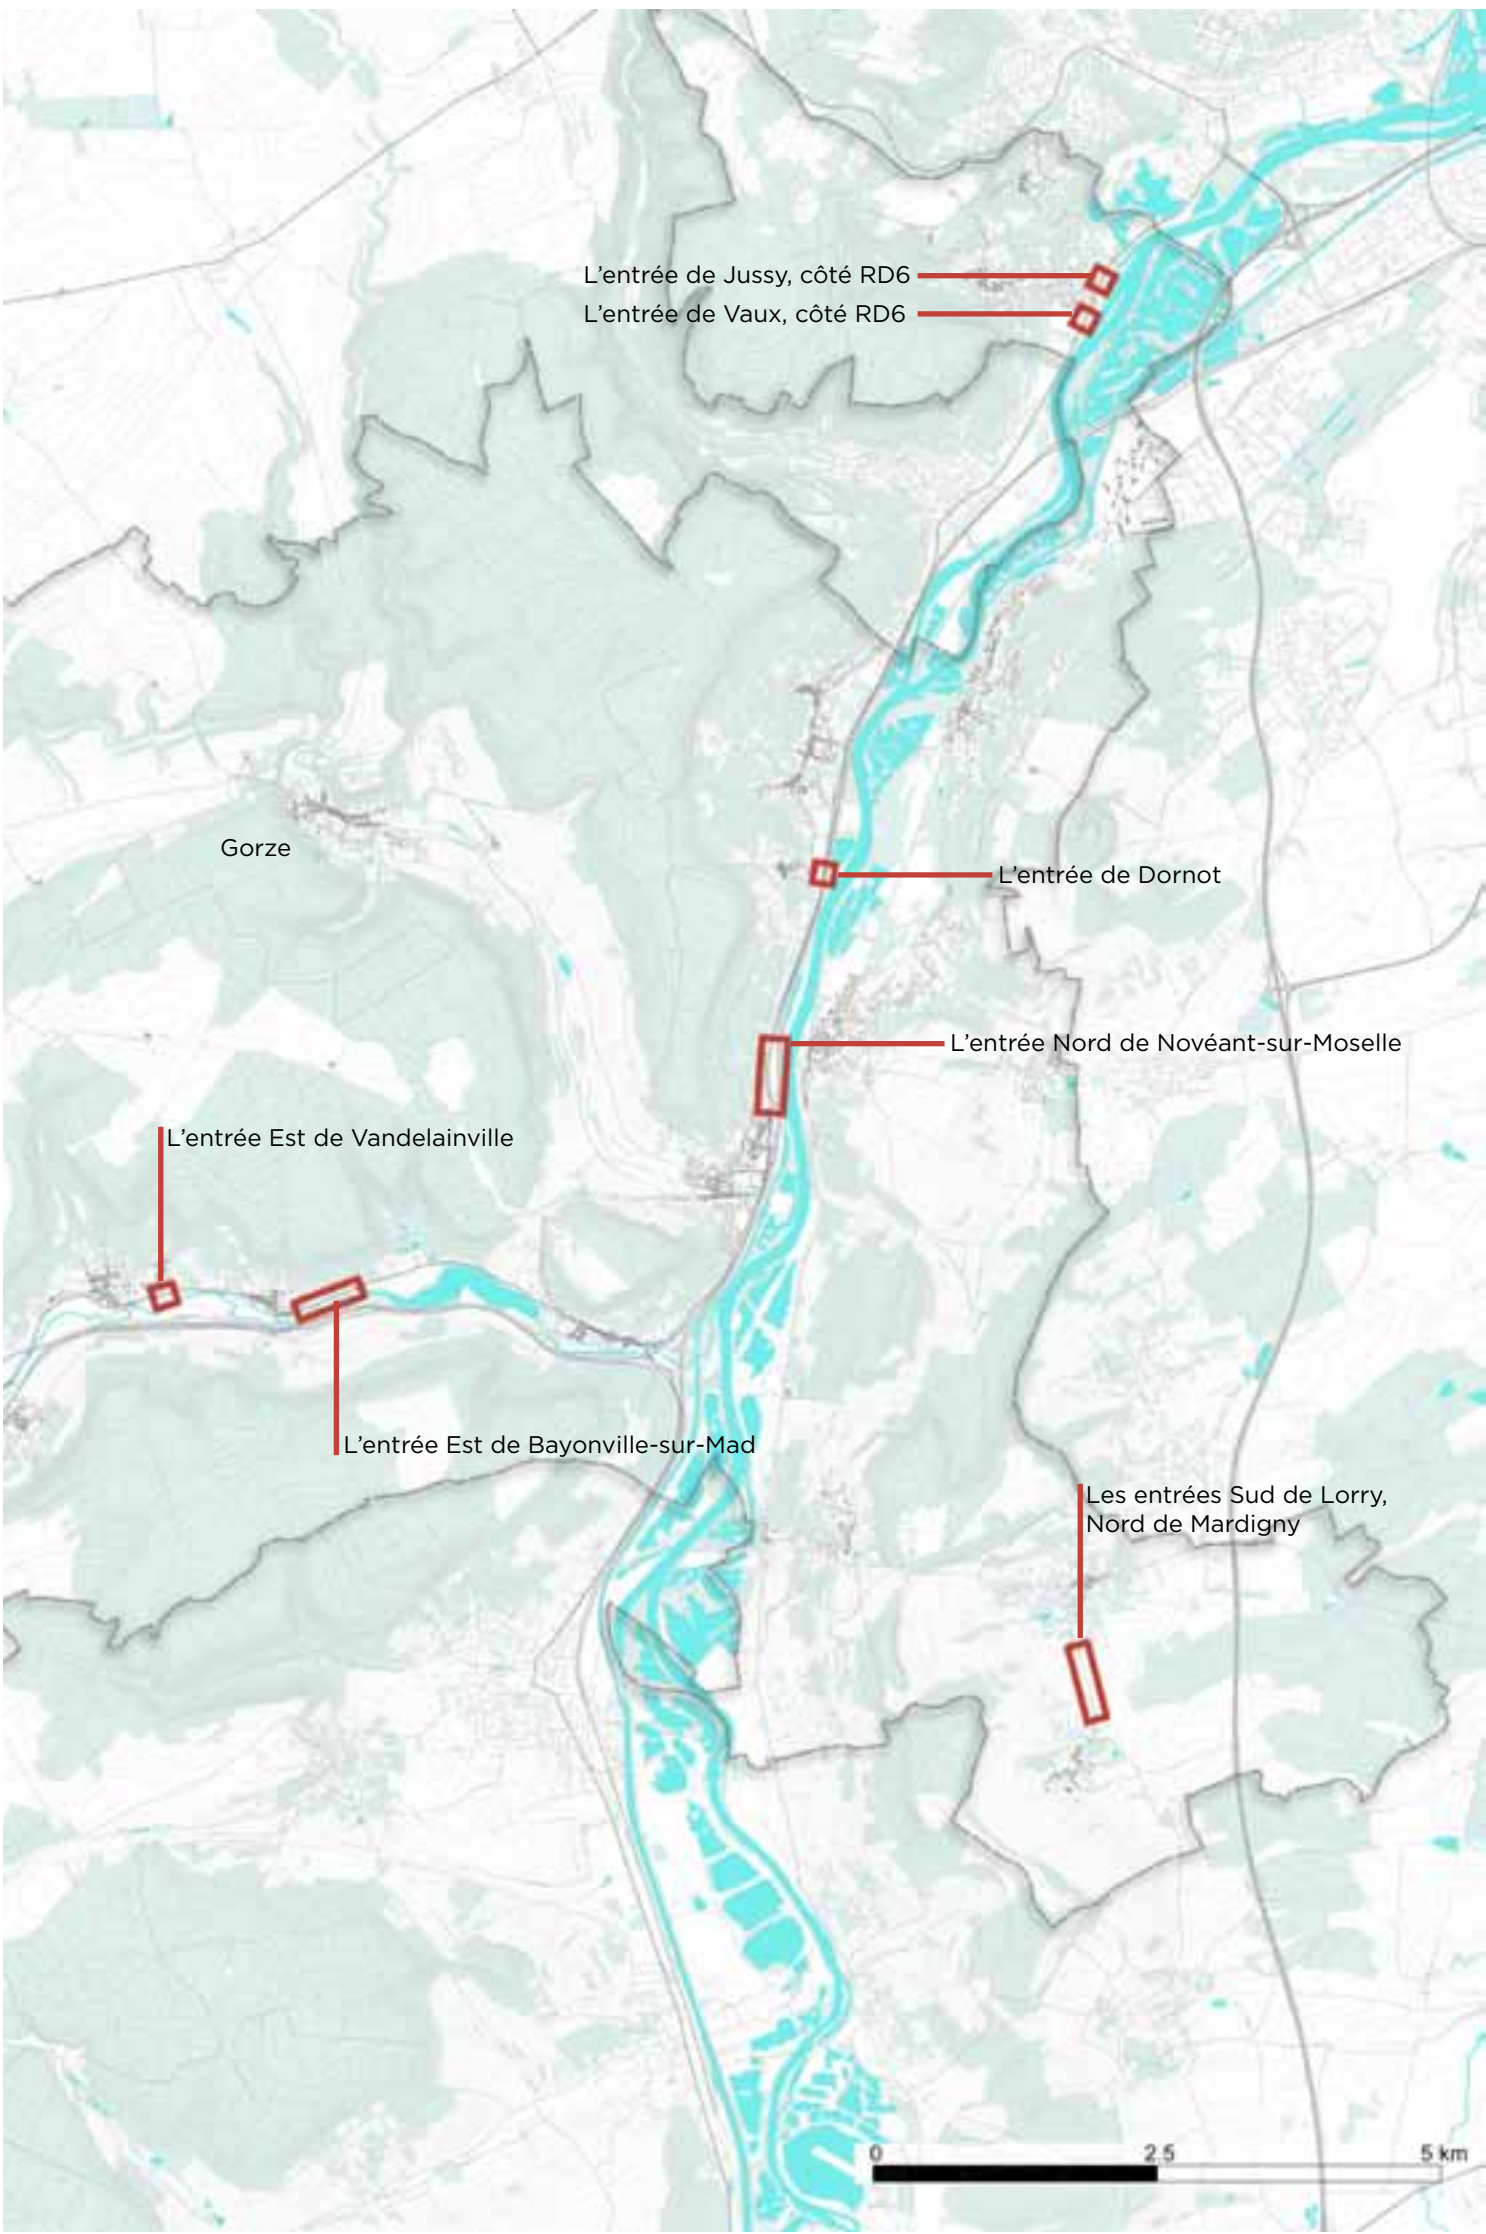 L'entrée de Jussy, côté RD6
L'entrée de Vaux, côté RD6
Gorze
L'entrée de Dornot
L'entrée Nord de Novéant-sur-Moselle
L'entrée Est de Vandelainville
L'entrée Est de Bayonville-sur-Mad
Les entrées Sud de Lorry,
Nord de Mardigny
0 2.5 5 km